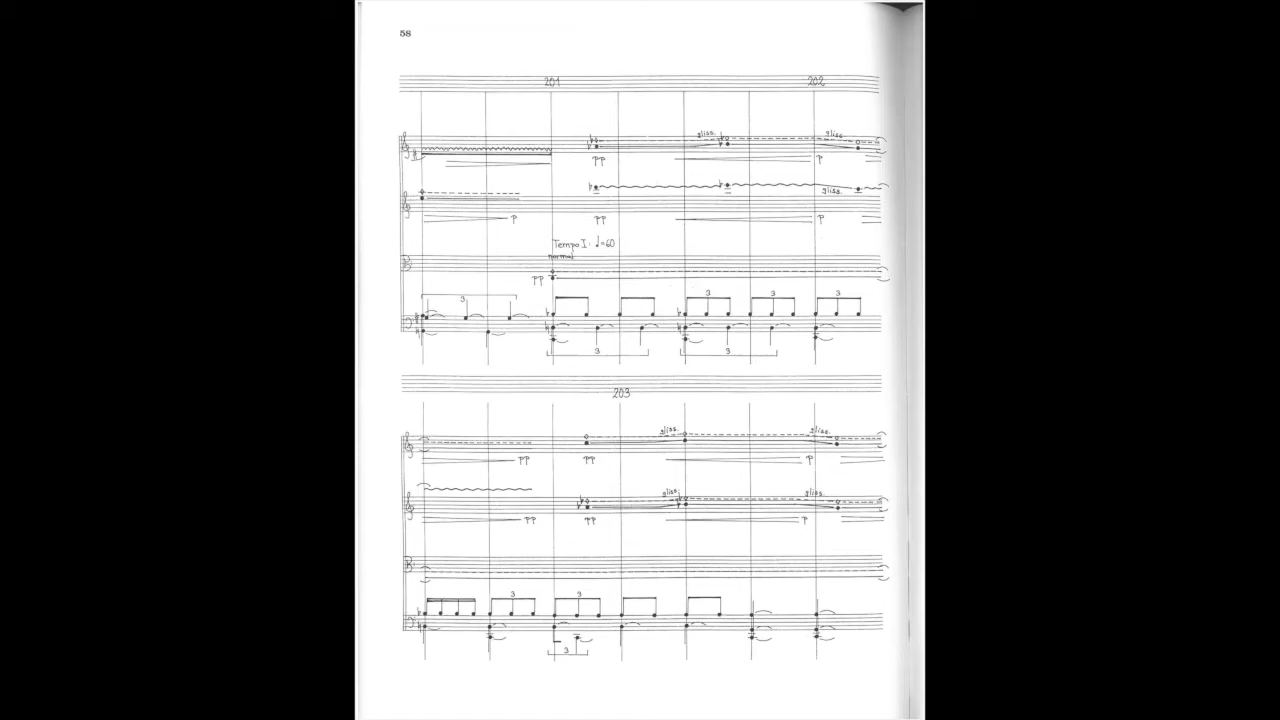 58
201 202
gliss. gliss.
pp p
gliss.
p pp p
Tempo I. ♩=60
normal
pp
3 3 3 3
3 3
203
gliss. gliss.
pp pp p
gliss. gliss.
pp pp p
3 3
3